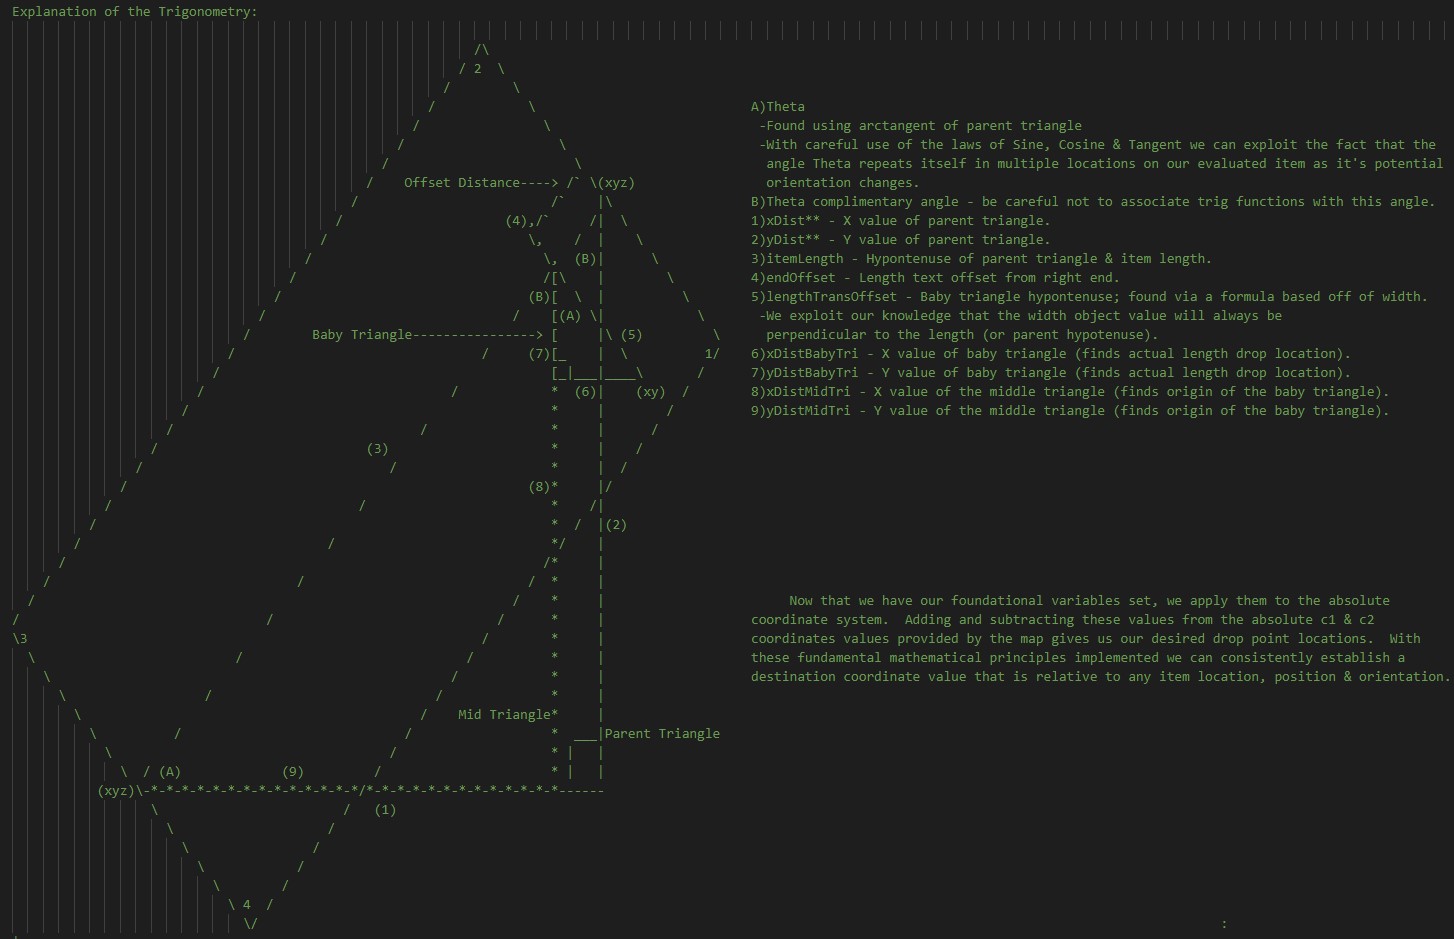 Explanation of the Trigonometry:
2
A)Theta
-Found using arctangent of parent triangle
-With careful use of the laws of Sine, Cosine & Tangent we can exploit the fact that the
angle Theta repeats itself in multiple locations on our evaluated item as it's potential
Offset Distance----> (xyz)
orientation changes.
B)Theta complimentary angle - be careful not to associate trig functions with this angle.
(4)
1)xDist** - X value of parent triangle.
2)yDist** - Y value of parent triangle.
(B)
3)itemLength - Hypontenuse of parent triangle & item length.
4)endOffset - Length text offset from right end.
(B)
5)lengthTransOffset - Baby triangle hypontenuse; found via a formula based off of width.
(A)
-We exploit our knowledge that the width object value will always be
Baby Triangle-----------------> (5)
perpendicular to the length (or parent hypotenuse).
(7) 1
6)xDistBabyTri - X value of baby triangle (finds actual length drop location).
7)yDistBabyTri - Y value of baby triangle (finds actual length drop location).
(6) (xy)
8)xDistMidTri - X value of the middle triangle (finds origin of the baby triangle).
9)yDistMidTri - Y value of the middle triangle (finds origin of the baby triangle).
(3)
(8)
(2)
Now that we have our foundational variables set, we apply them to the absolute
coordinate system.  Adding and subtracting these values from the absolute c1 & c2
3
coordinates values provided by the map gives us our desired drop point locations.  With
these fundamental mathematical principles implemented we can consistently establish a
destination coordinate value that is relative to any item location, position & orientation.
Mid Triangle
Parent Triangle
(A) (9)
(xyz)
(1)
4